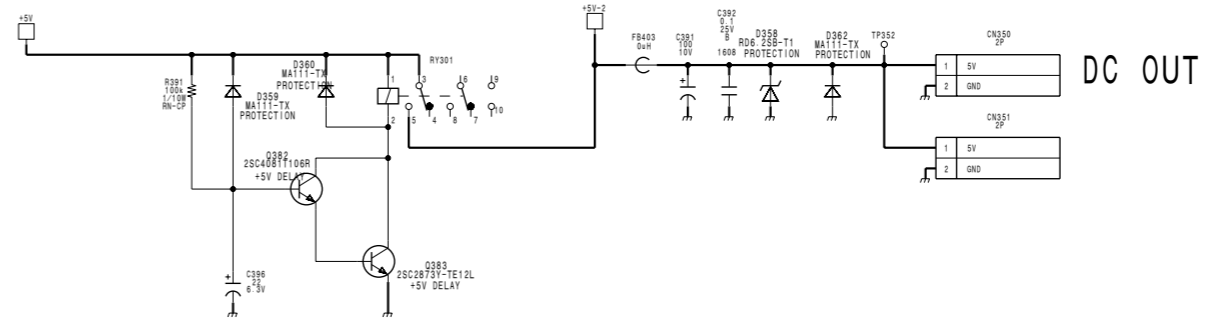 +5V
R391
100k
1/10W
RN-CP
D359
MA111-TX
PROTECTION
D360
MA111-TX
PROTECTION
RY301
1
2
3
4
5
6
7
8
9
10
Q382
2SC4081T106R
+5V DELAY
Q383
2SC2873Y-TE12L
+5V DELAY
+
C396
22
6.3V
+5V-2
FB403
0uH
+
C391
100
10V
C392
0.1
25V
B
1608
D358
RD6.2SB-T1
PROTECTION
D362
MA111-TX
PROTECTION
TP352
CN350
2P
1 5V
2 GND
DC OUT
CN351
2P
1 5V
2 GND